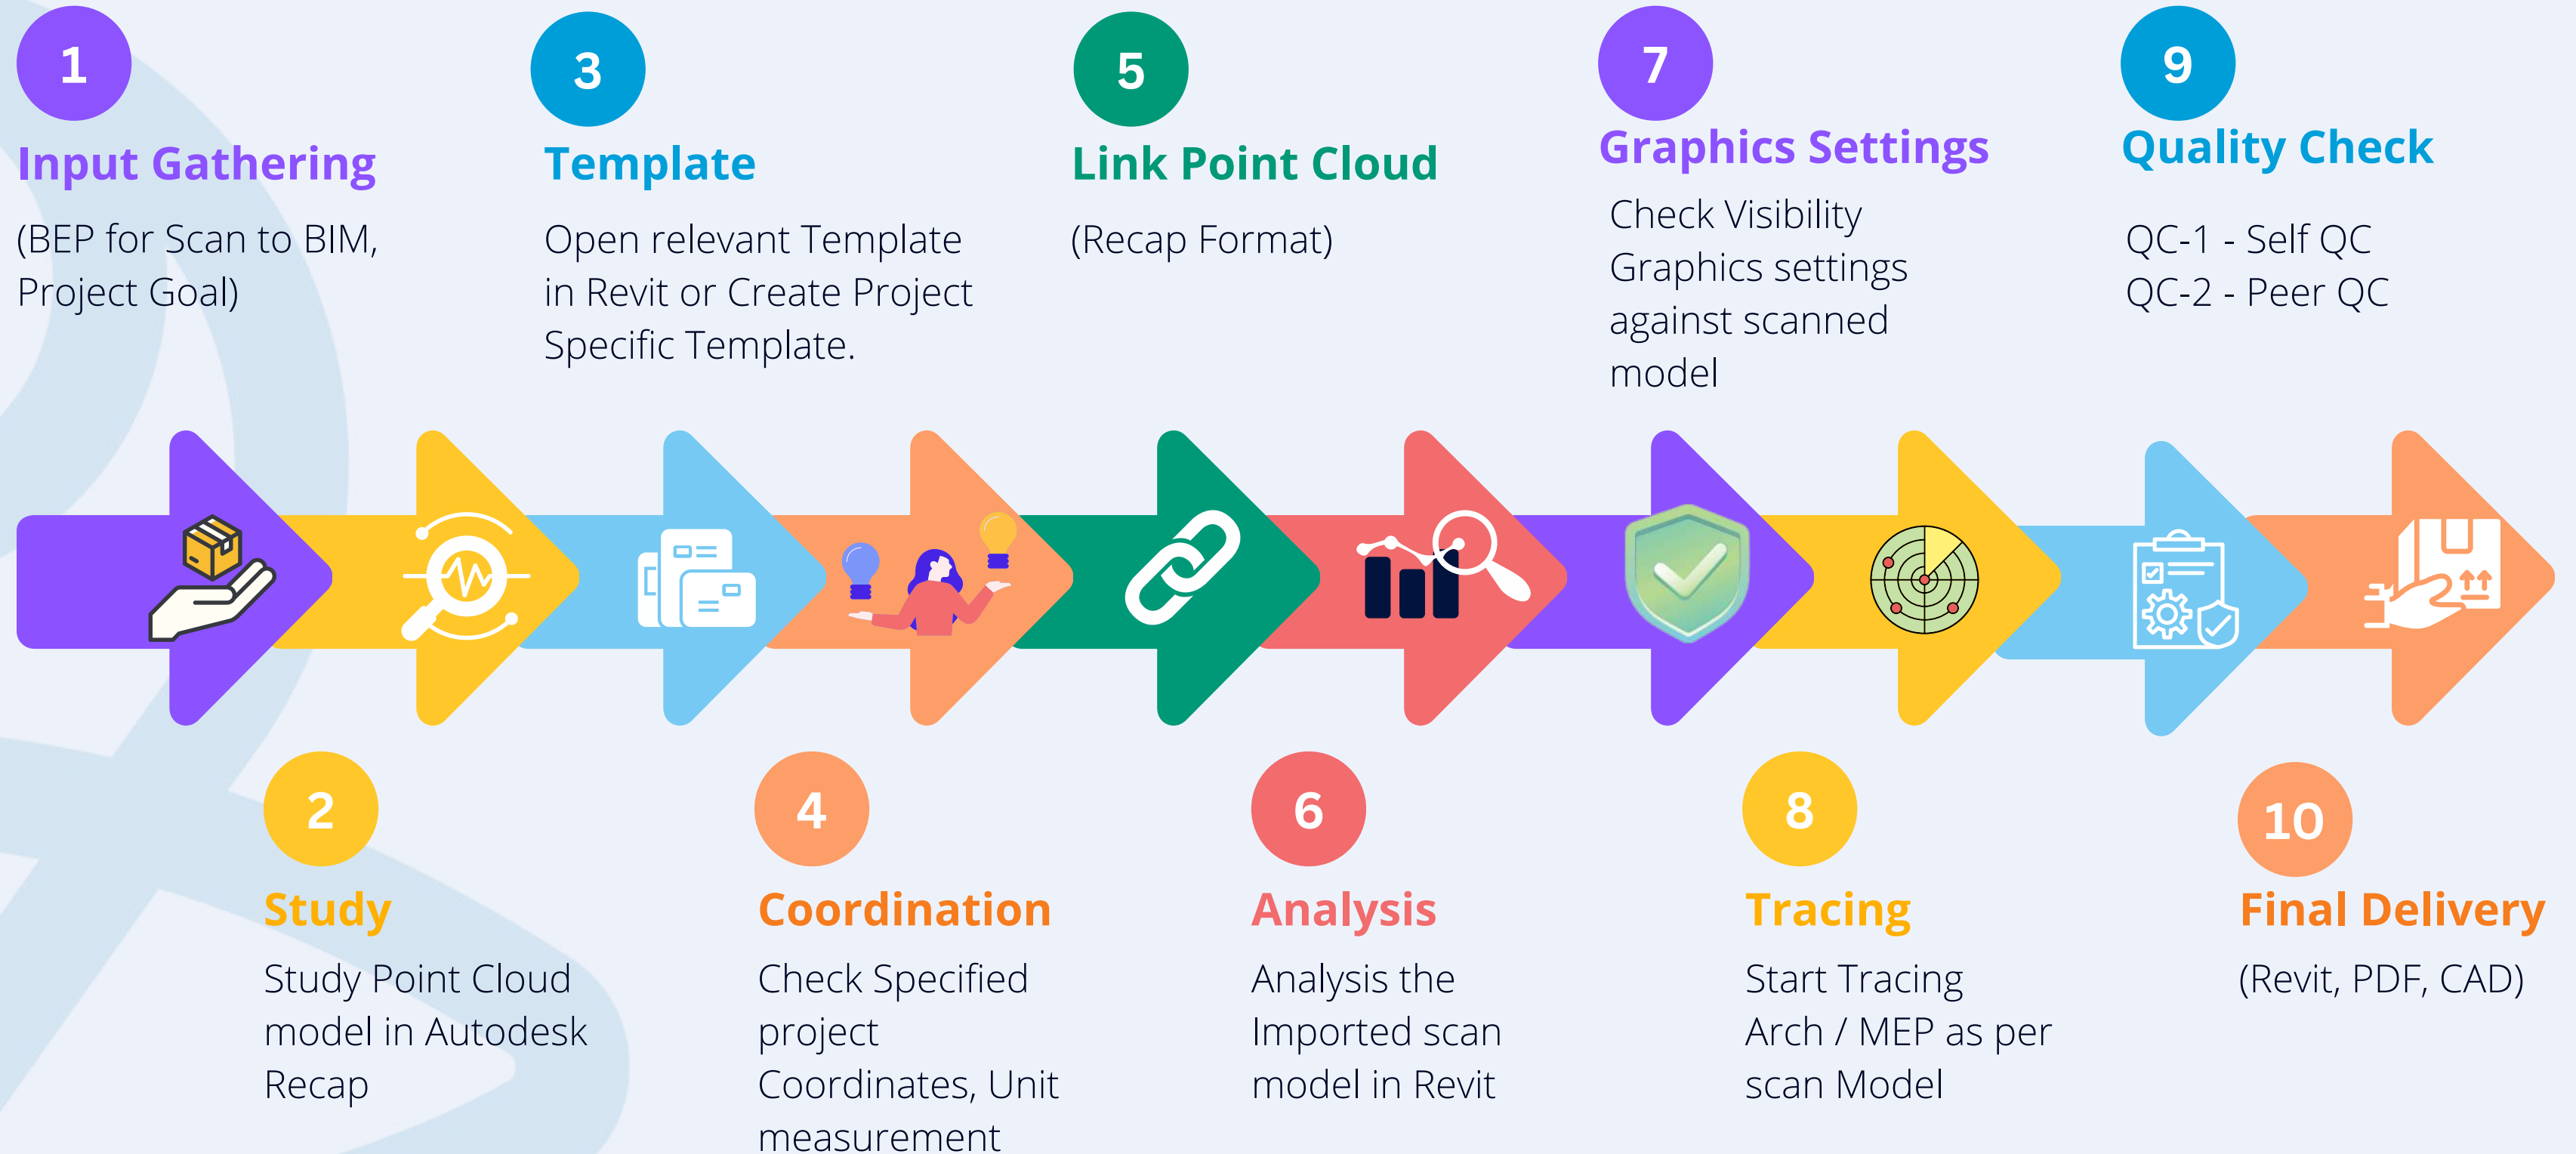 1
Input Gathering
(BEP for Scan to BIM,
Project Goal)
2
Study
Study Point Cloud
model in Autodesk
Recap
3
Template
Open relevant Template
in Revit or Create Project
Specific Template.
4
Coordination
Check Specified
project
Coordinates, Unit
measurement
5
Link Point Cloud
(Recap Format)
6
Analysis
Analysis the
Imported scan
model in Revit
7
Graphics Settings
Check Visibility
Graphics settings
against scanned
model
8
Tracing
Start Tracing
Arch / MEP as per
scan Model
9
Quality Check
QC-1 - Self QC
QC-2 - Peer QC
10
Final Delivery
(Revit, PDF, CAD)